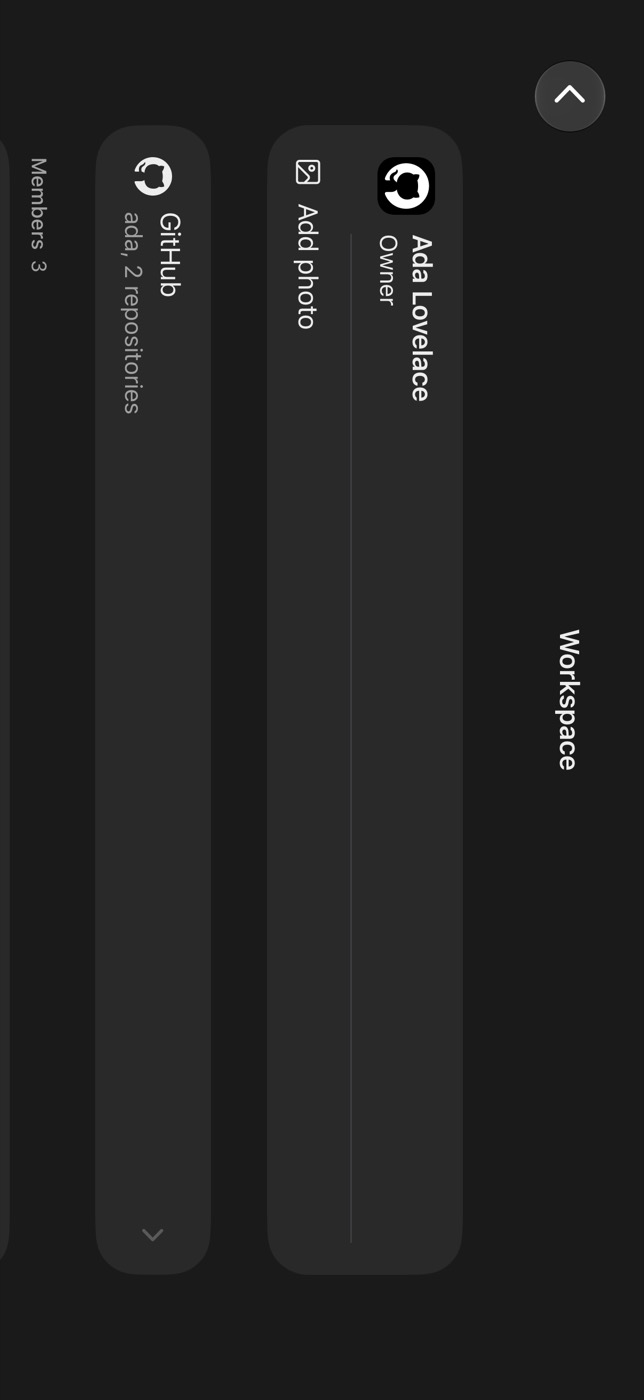 Workspace
Ada Lovelace
Owner
Add photo
GitHub
ada, 2 repositories
Members 3